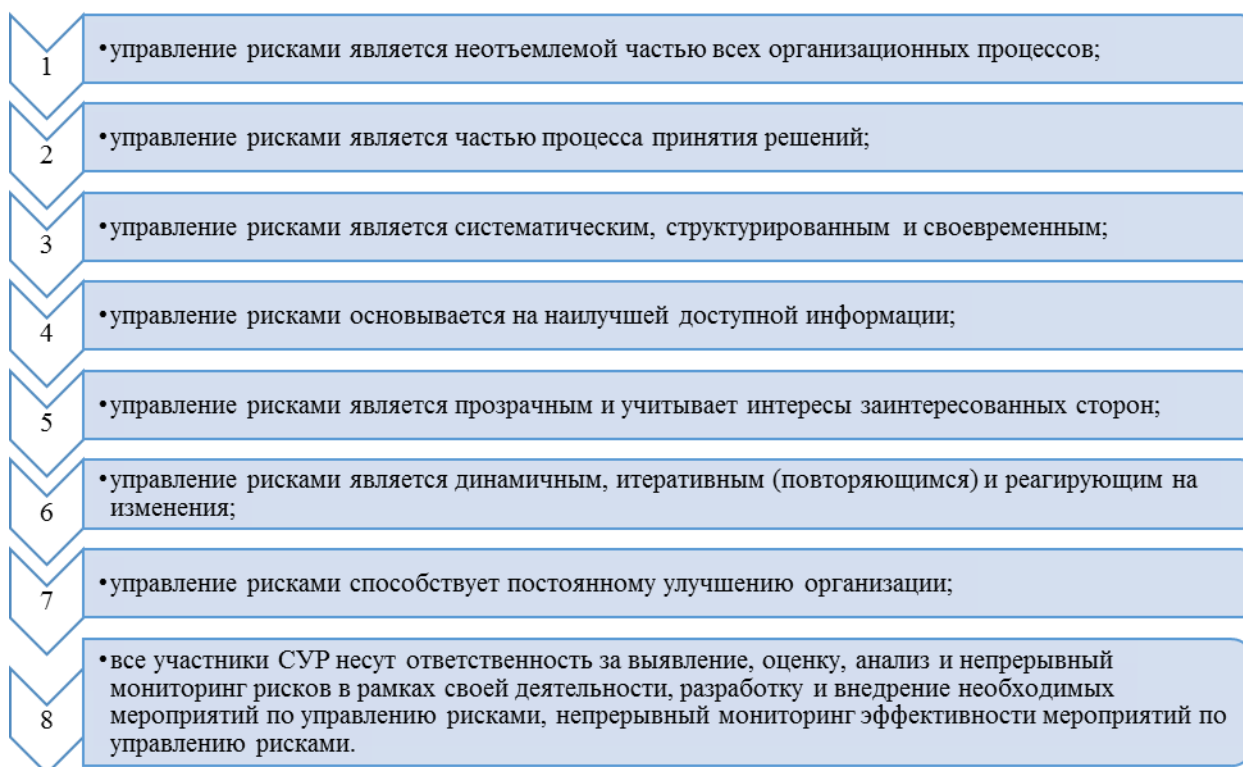 1
•управление рисками является неотъемлемой частью всех организационных процессов;
2
•управление рисками является частью процесса принятия решений;
3
•управление рисками является систематическим, структурированным и своевременным;
4
•управление рисками основывается на наилучшей доступной информации;
5
•управление рисками является прозрачным и учитывает интересы заинтересованных сторон;
6
•управление рисками является динамичным, итеративным (повторяющимся) и реагирующим на
изменения;
7
•управление рисками способствует постоянному улучшению организации;
8
•все участники СУР несут ответственность за выявление, оценку, анализ и непрерывный
мониторинг рисков в рамках своей деятельности, разработку и внедрение необходимых
мероприятий по управлению рисками, непрерывный мониторинг эффективности мероприятий по
управлению рисками.